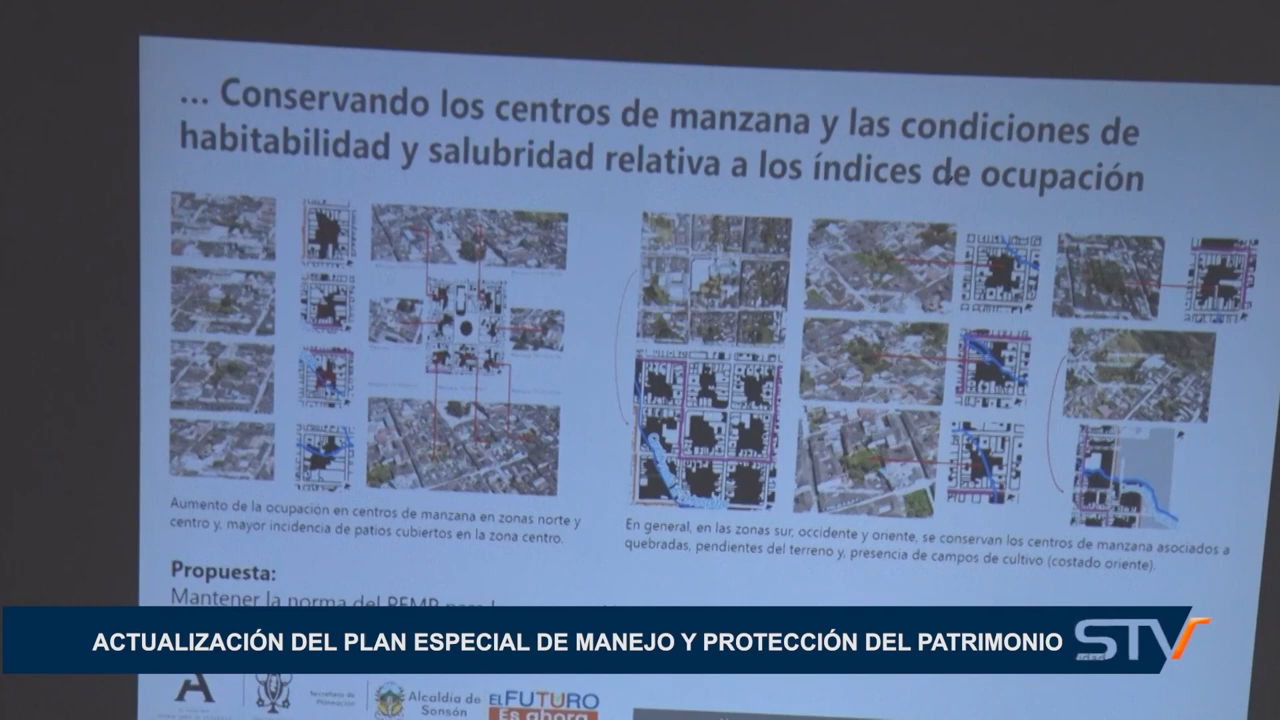 ... Conservando los centros de manzana y las condiciones de
habitabilidad y salubridad relativa a los índices de ocupación
Aumento de la ocupación en centros de manzana en zonas norte y
centro y, mayor incidencia de patios cubiertos en la zona centro.
En general, en las zonas sur, occidente y oriente, se conservan los centros de manzana asociados a
quebradas, pendientes del terreno y, presencia de campos de cultivo (costado oriente).
Propuesta:
Mantener la norma del PEMP
ACTUALIZACIÓN DEL PLAN ESPECIAL DE MANEJO Y PROTECCIÓN DEL PATRIMONIO
STV
A
Secretaría de
Planeación
Alcaldía de
Sonsón
EL FUTURO
Es ahora